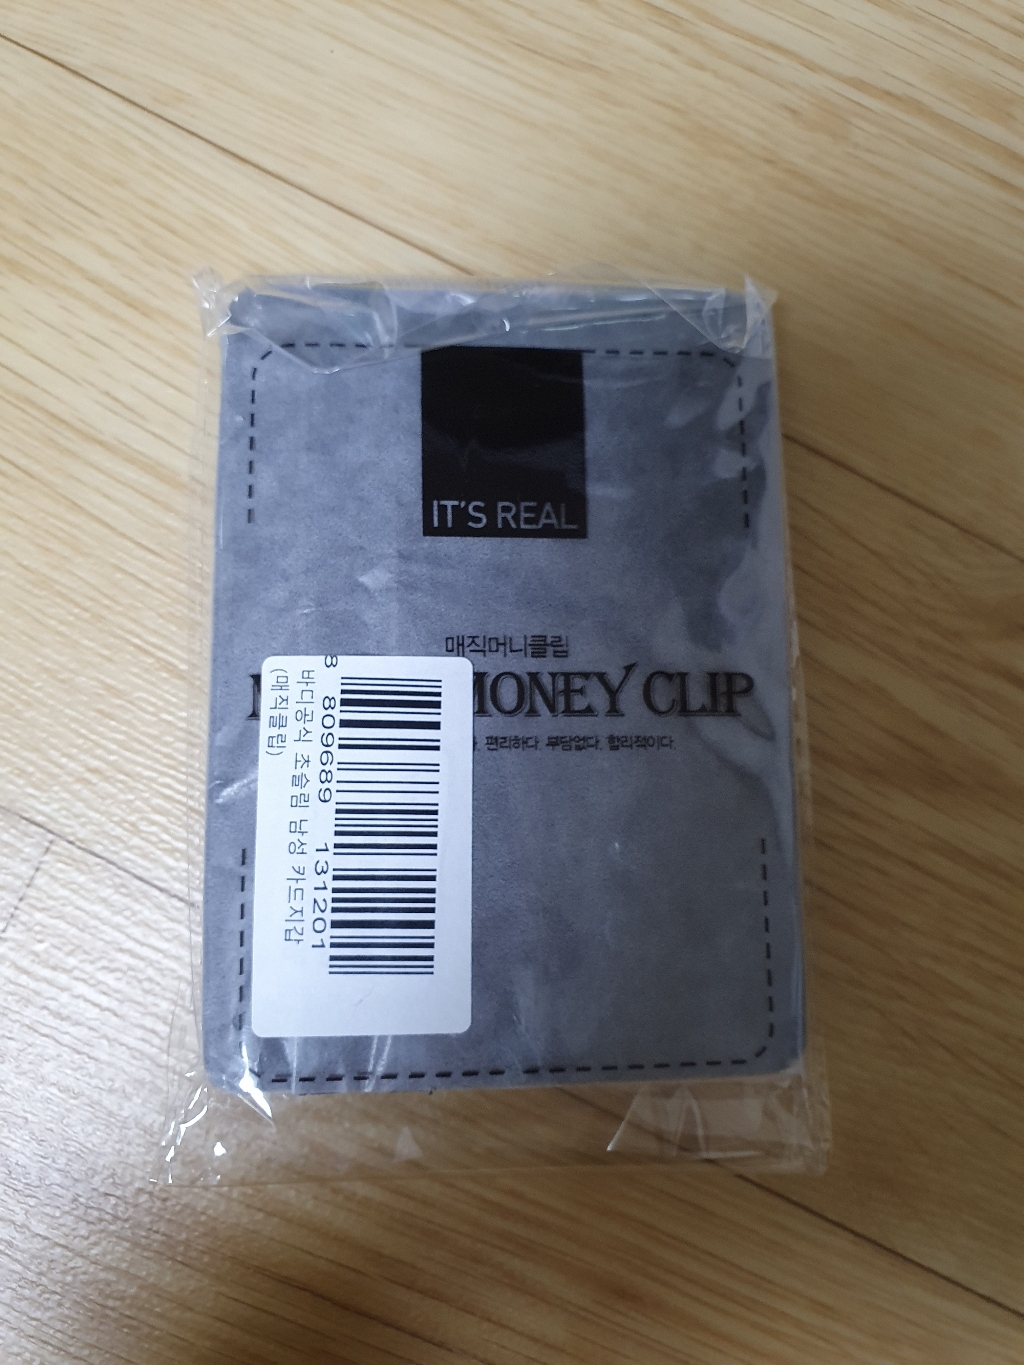 IT'S REAL
매직머니클립
MONEY CLIP
편리하다. 부담없다. 합리적이다.
8 809689 131201
바디공식 초슬림 남성 카드지갑
(매직클립)